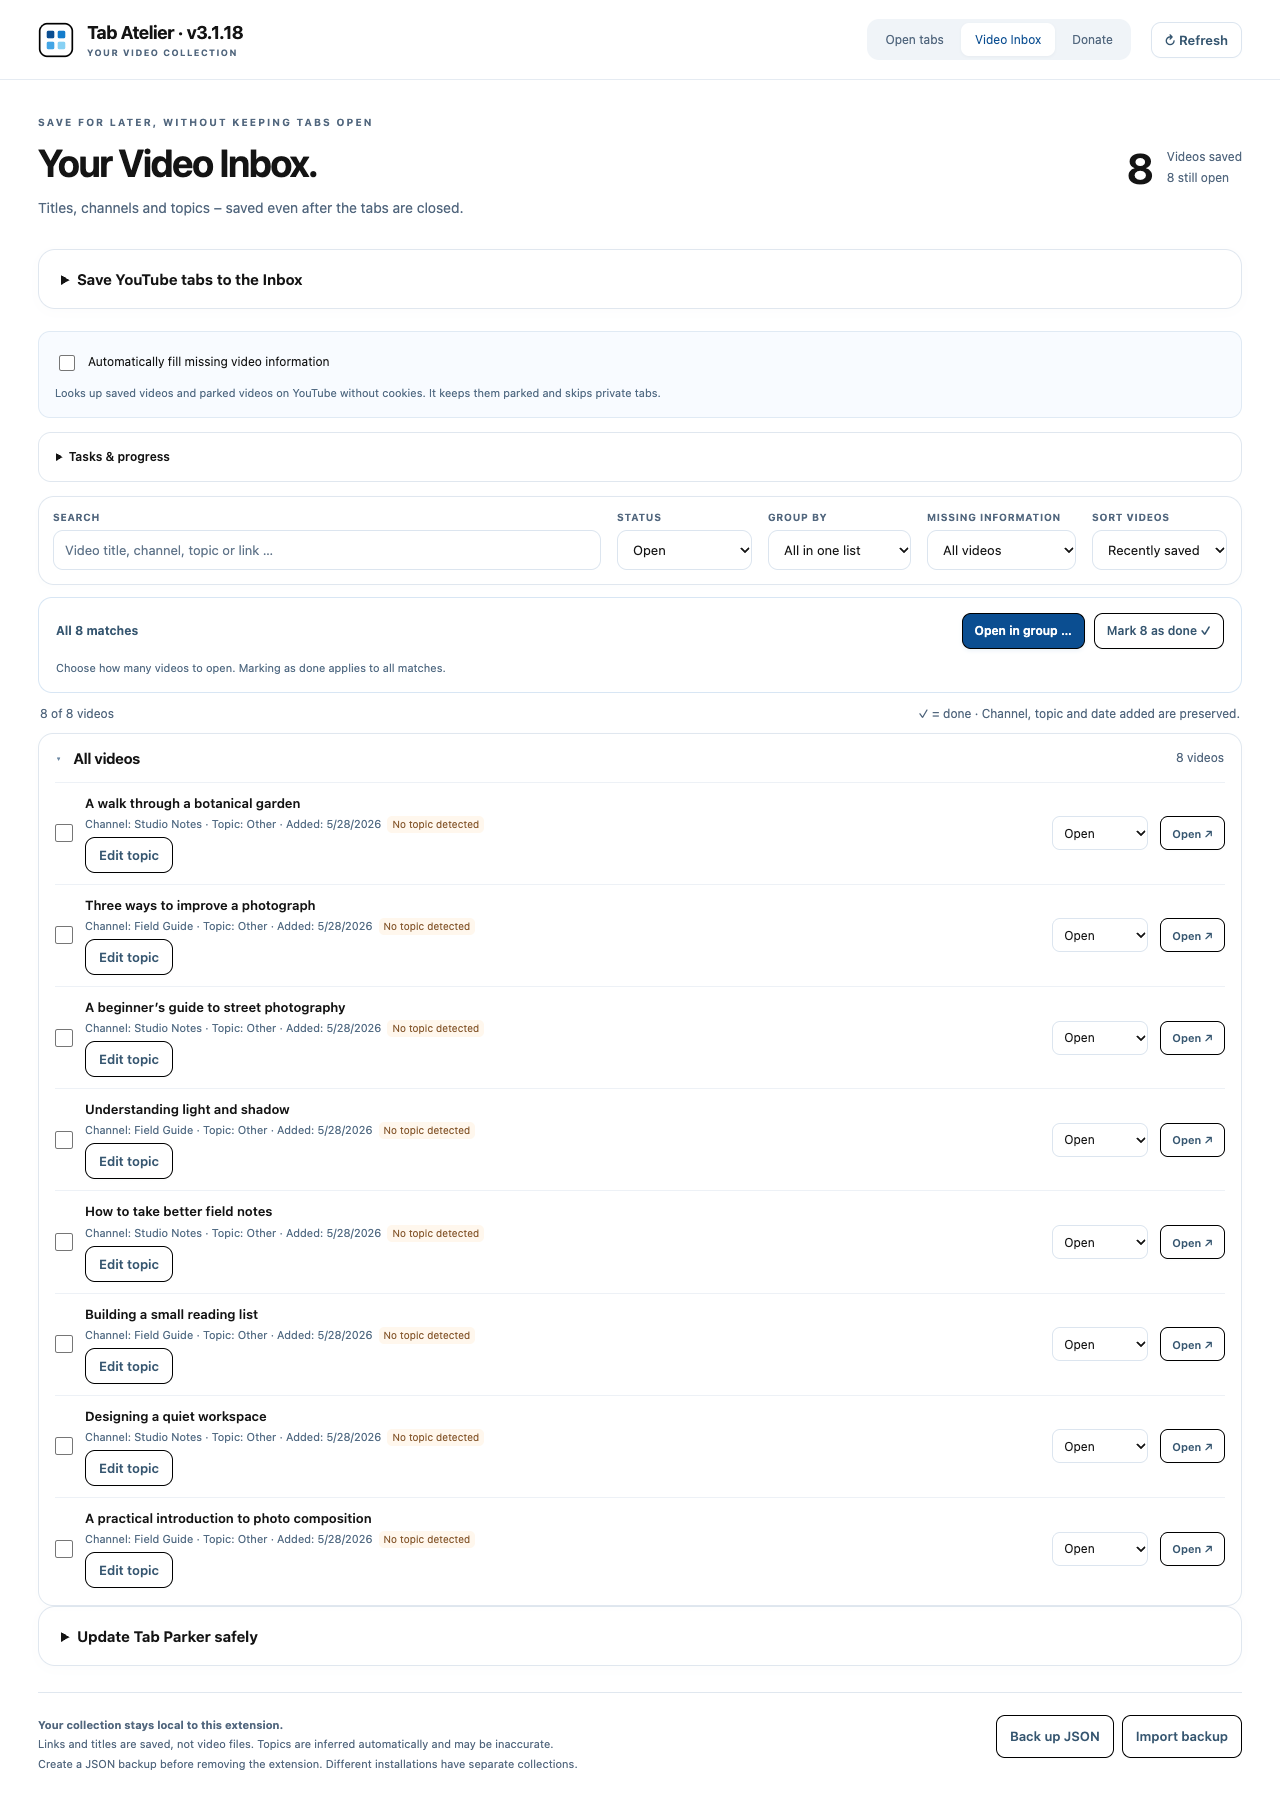 Tab Atelier · v3.1.18
YOUR VIDEO COLLECTION
Open tabs
Video Inbox
Donate
↻ Refresh
SAVE FOR LATER, WITHOUT KEEPING TABS OPEN
Your Video Inbox.
Titles, channels and topics – saved even after the tabs are closed.
8
Videos saved
8 still open
▶ Save YouTube tabs to the Inbox
Automatically fill missing video information
Looks up saved videos and parked videos on YouTube without cookies. It keeps them parked and skips private tabs.
▶ Tasks & progress
SEARCH
Video title, channel, topic or link …
STATUS
Open
GROUP BY
All in one list
MISSING INFORMATION
All videos
SORT VIDEOS
Recently saved
All 8 matches
Open in group …
Mark 8 as done ✓
Choose how many videos to open. Marking as done applies to all matches.
8 of 8 videos
✓ = done · Channel, topic and date added are preserved.
All videos
8 videos
A walk through a botanical garden
Channel: Studio Notes · Topic: Other · Added: 5/28/2026 No topic detected
Edit topic
Open
Open ↗
Three ways to improve a photograph
Channel: Field Guide · Topic: Other · Added: 5/28/2026 No topic detected
Edit topic
Open
Open ↗
A beginner’s guide to street photography
Channel: Studio Notes · Topic: Other · Added: 5/28/2026 No topic detected
Edit topic
Open
Open ↗
Understanding light and shadow
Channel: Field Guide · Topic: Other · Added: 5/28/2026 No topic detected
Edit topic
Open
Open ↗
How to take better field notes
Channel: Studio Notes · Topic: Other · Added: 5/28/2026 No topic detected
Edit topic
Open
Open ↗
Building a small reading list
Channel: Field Guide · Topic: Other · Added: 5/28/2026 No topic detected
Edit topic
Open
Open ↗
Designing a quiet workspace
Channel: Studio Notes · Topic: Other · Added: 5/28/2026 No topic detected
Edit topic
Open
Open ↗
A practical introduction to photo composition
Channel: Field Guide · Topic: Other · Added: 5/28/2026 No topic detected
Edit topic
Open
Open ↗
▶ Update Tab Parker safely
Your collection stays local to this extension.
Links and titles are saved, not video files. Topics are inferred automatically and may be inaccurate.
Create a JSON backup before removing the extension. Different installations have separate collections.
Back up JSON
Import backup